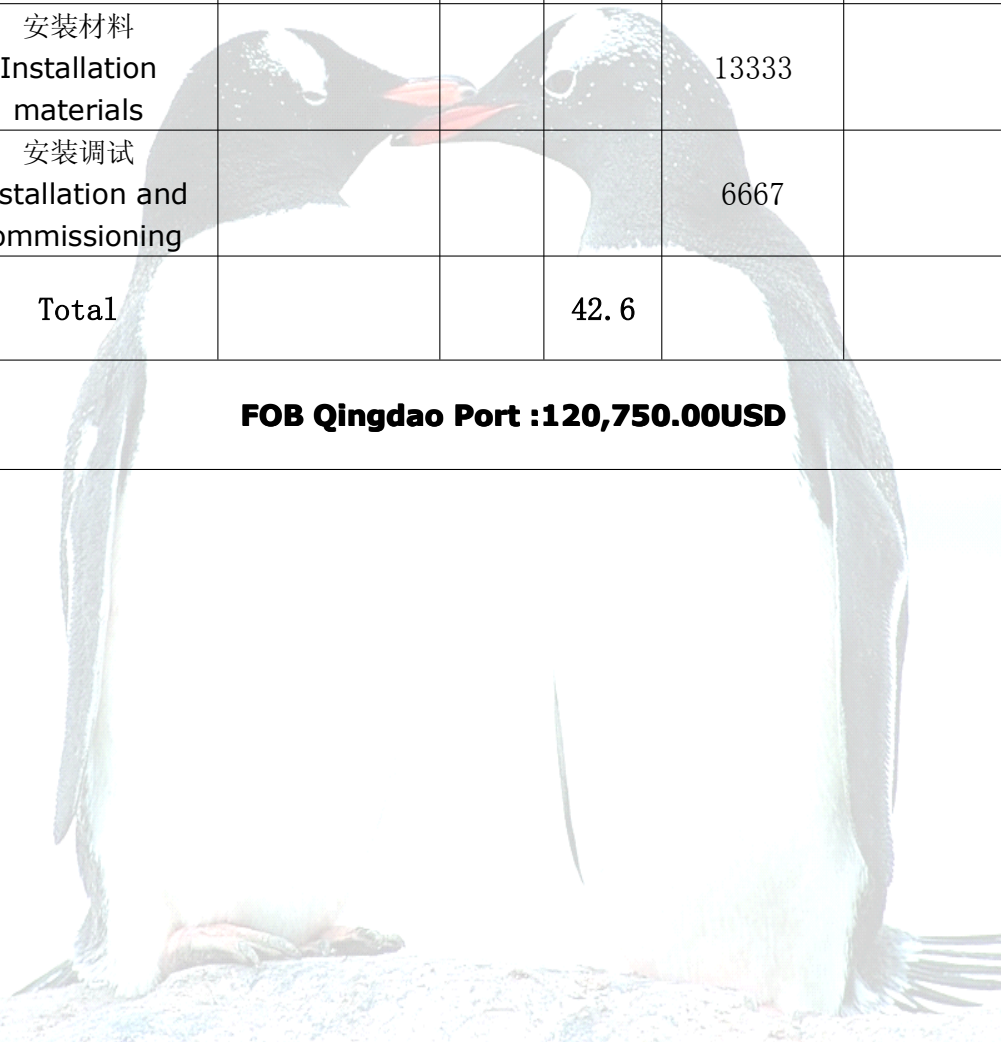 安装材料
Installation
materials
13333
安装调试
stallation and
ommissioning
6667
Total
42.6
FOB Qingdao Port :120,750.00USD